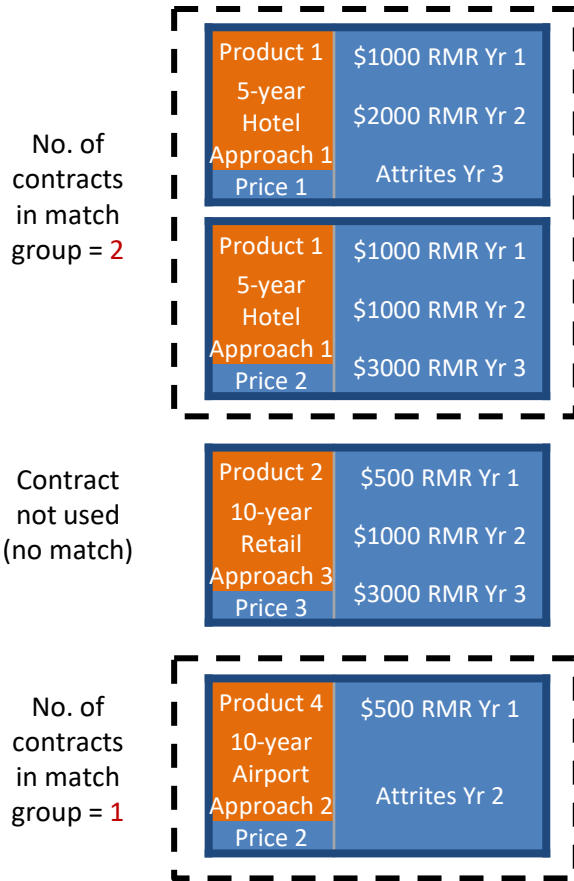 No. of
contracts
in match
group = 2
Product 1
5-year
Hotel
Approach 1
Price 1
$1000 RMR Yr 1
$2000 RMR Yr 2
Attrites Yr 3
Product 1
5-year
Hotel
Approach 1
Price 2
$1000 RMR Yr 1
$1000 RMR Yr 2
$3000 RMR Yr 3
Contract
not used
(no match)
Product 2
10-year
Retail
Approach 3
Price 3
$500 RMR Yr 1
$1000 RMR Yr 2
$3000 RMR Yr 3
No. of
contracts
in match
group = 1
Product 4
10-year
Airport
Approach 2
Price 2
$500 RMR Yr 1
Attrites Yr 2